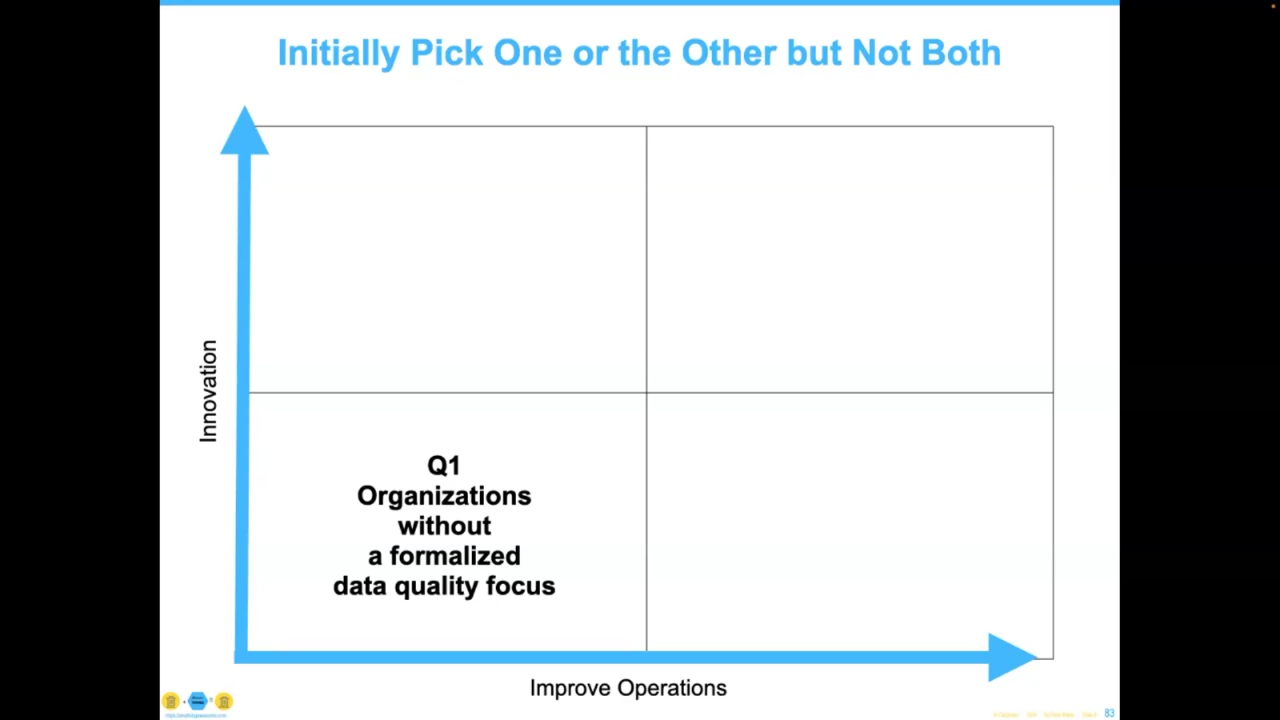 Initially Pick One or the Other but Not Both
Innovation
Q1
Organizations
without
a formalized
data quality focus
Improve Operations
83